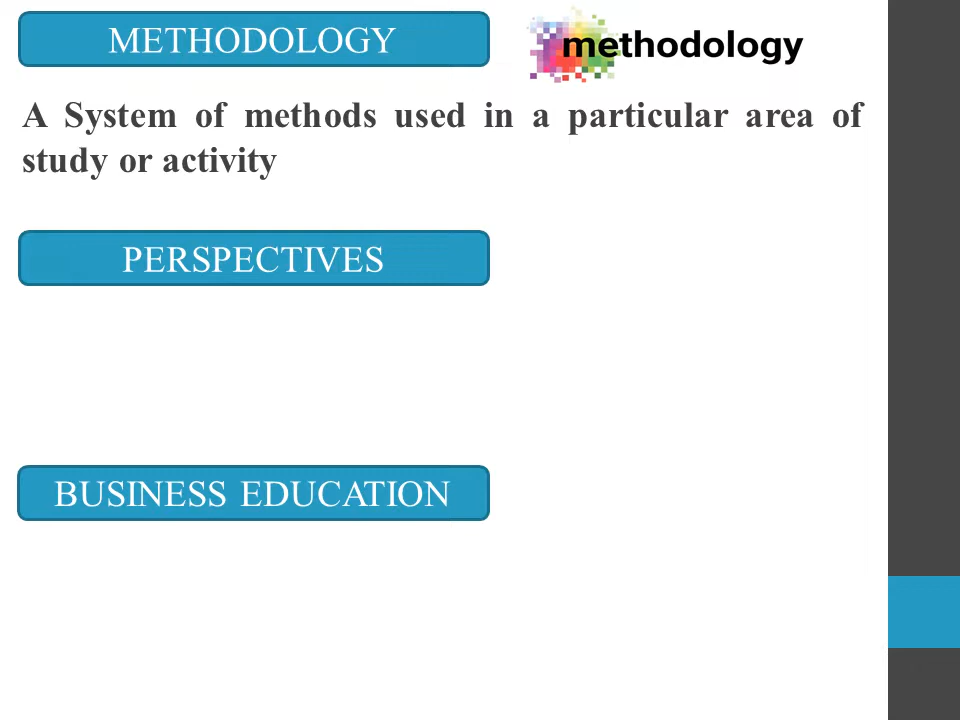 METHODOLOGY
methodology
A System of methods used in a particular area of
study or activity
PERSPECTIVES
BUSINESS EDUCATION